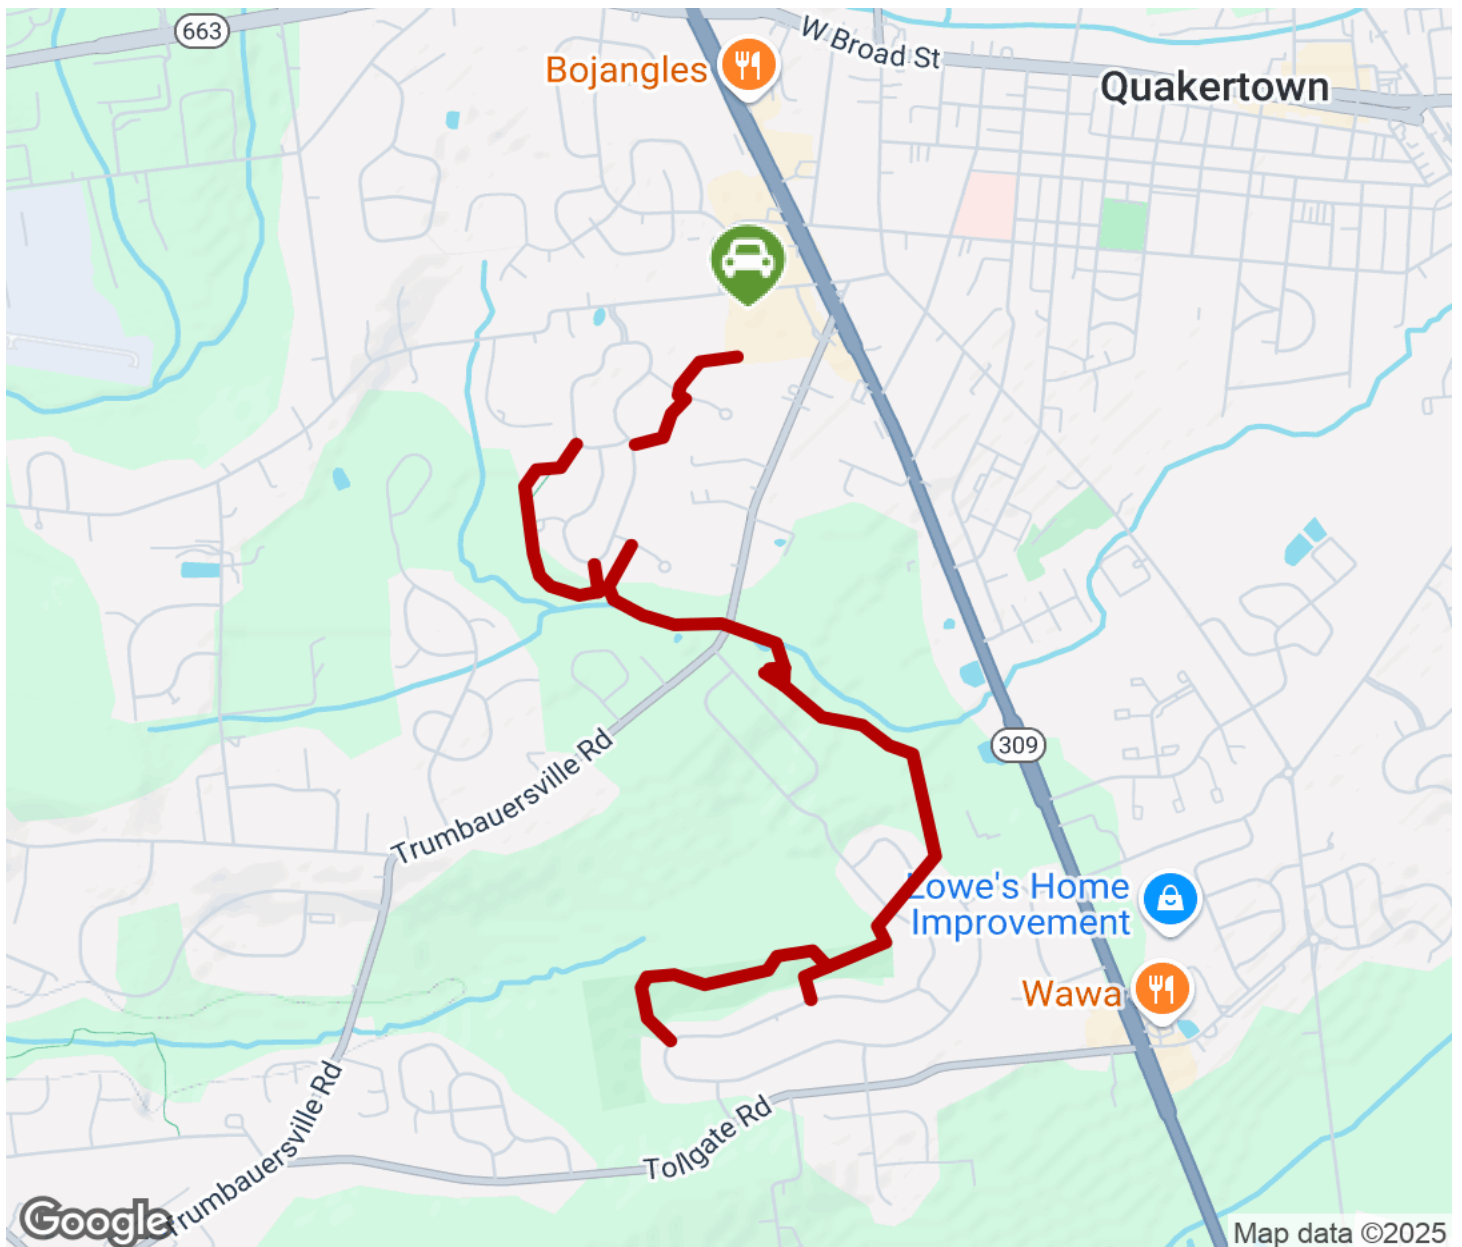 663
W Broad St
Bojangles
Quakertown
309
Trumbauersville Rd
Lowe's Home
Improvement
Wawa
Trumbauersville Rd
Tollgate Rd
Google
Map data ©2025